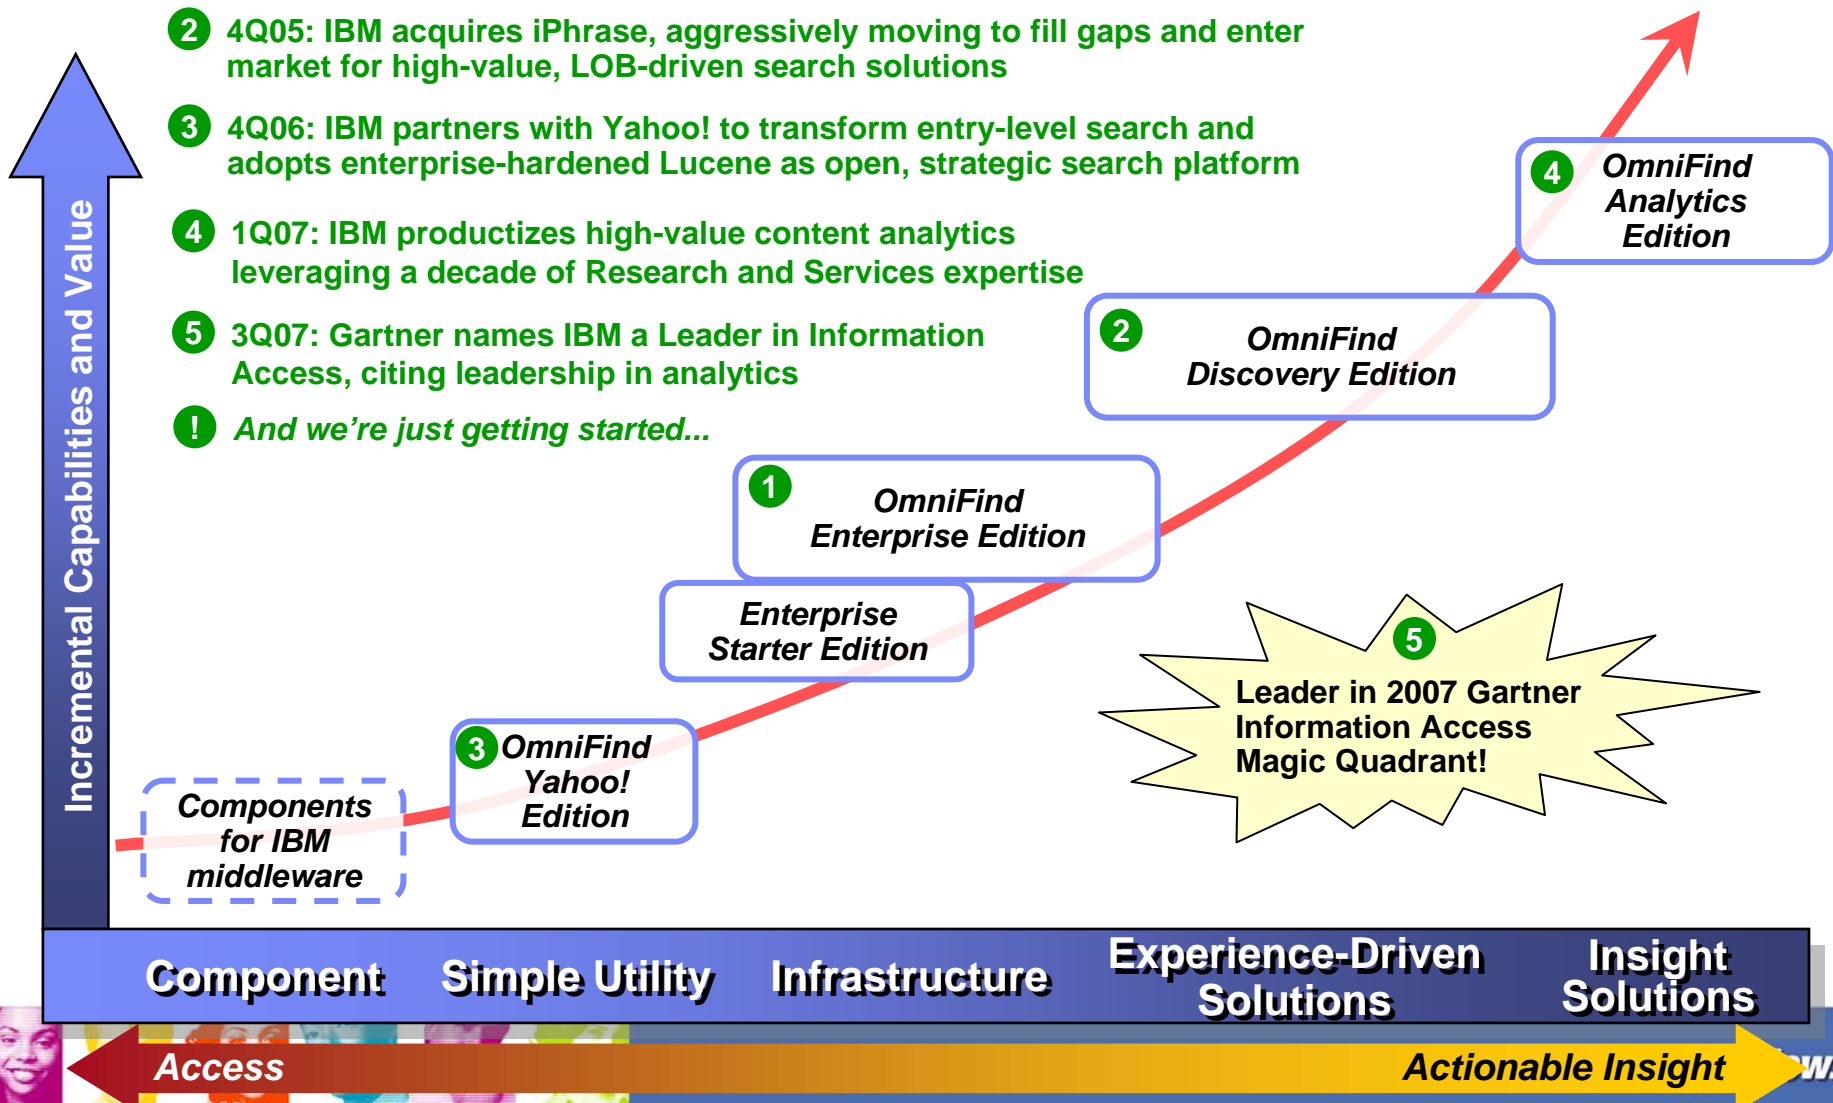 2 4Q05: IBM acquires iPhrase, aggressively moving to fill gaps and enter
market for high-value, LOB-driven search solutions
3 4Q06: IBM partners with Yahoo! to transform entry-level search and
adopts enterprise-hardened Lucene as open, strategic search platform
4 1Q07: IBM productizes high-value content analytics
leveraging a decade of Research and Services expertise
5 3Q07: Gartner names IBM a Leader in Information
Access, citing leadership in analytics
! And we're just getting started...
Incremental Capabilities and Value
4 OmniFind
Analytics
Edition
2 OmniFind
Discovery Edition
1 OmniFind
Enterprise Edition
Enterprise
Starter Edition
3 OmniFind
Yahoo!
Edition
Components
for IBM
middleware
5
Leader in 2007 Gartner
Information Access
Magic Quadrant!
Component
Simple Utility
Infrastructure
Experience-Driven
Solutions
Insight
Solutions
Access
Actionable Insight